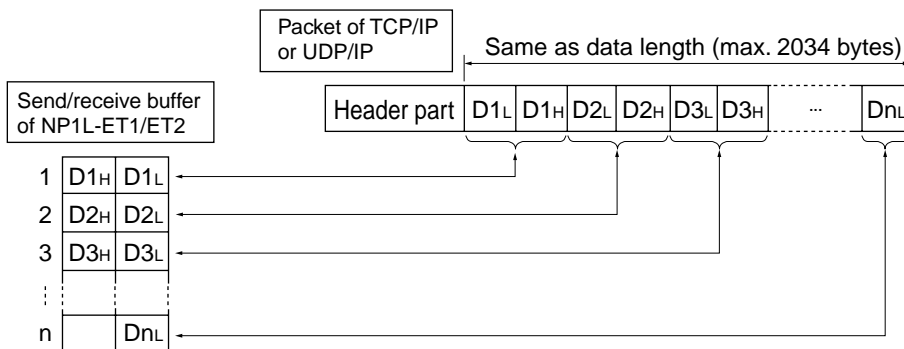 Packet of TCP/IP
or UDP/IP
Same as data length (max. 2034 bytes)
Send/receive buffer
of NP1L-ET1/ET2
Header part D1L D1H D2L D2H D3L D3H ... DnL
1 D1H D1L
2 D2H D2L
3 D3H D3L
n DnL